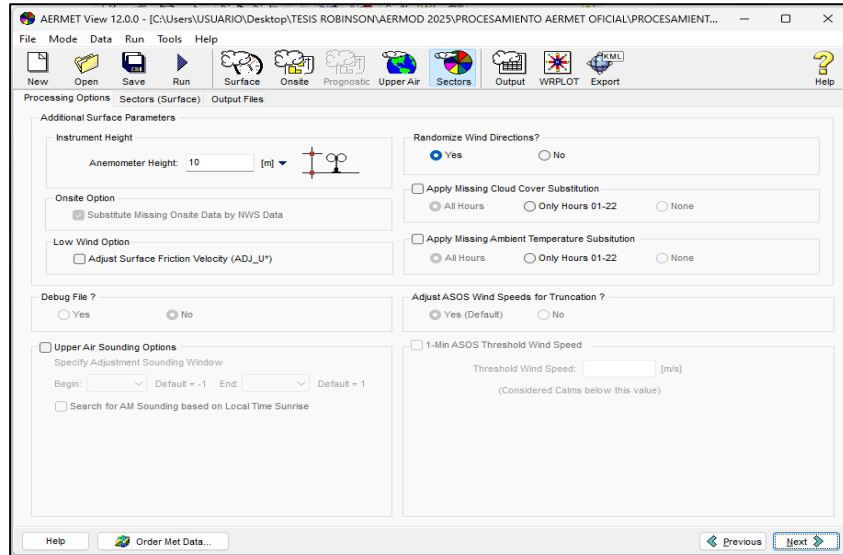 AERMET View 12.0.0 - [C:\Users\USUARIO\Desktop\TESIS ROBINSON\AERMOD 2025\PROCESAMIENTO AERMET OFICIAL\PROCESAMIENT...
File Mode Data Run Tools Help
New Open Save Run Surface Onsite Prognostic Upper Air Sectors Output WRPLOT KML Export Help
Processing Options Sectors (Surface) Output Files
Additional Surface Parameters
Instrument Height
Anemometer Height: 10 [m]
Onsite Option
Substitute Missing Onsite Data by NWS Data
Low Wind Option
Adjust Surface Friction Velocity (ADJ_U*)
Randomize Wind Directions?
Yes No
Apply Missing Cloud Cover Substitution
All Hours Only Hours 01-22 None
Apply Missing Ambient Temperature Subsitution
All Hours Only Hours 01-22 None
Debug File ?
Yes No
Adjust ASOS Wind Speeds for Truncation ?
Yes (Default) No
Upper Air Sounding Options
Specify Adjustment Sounding Window
Begin: Default = -1 End: Default = 1
Search for AM Sounding based on Local Time Sunrise
1-Min ASOS Threshold Wind Speed
Threshold Wind Speed: [m/s]
(Considered Calms below this value)
Help Order Met Data... Previous Next